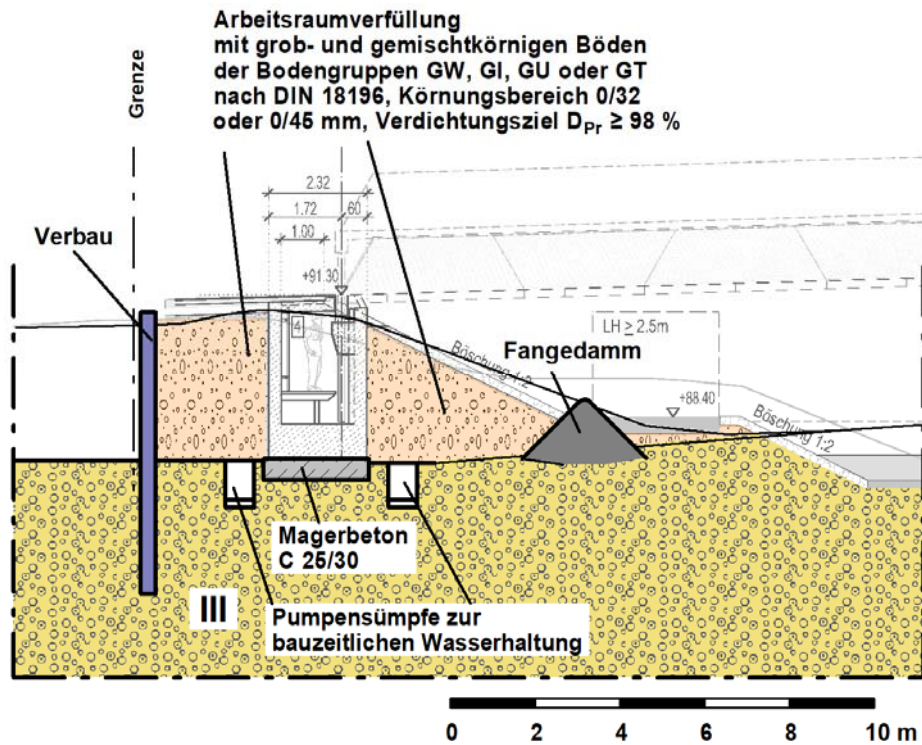 Arbeitsraumverfüllung
mit grob- und gemischtkörnigen Böden
der Bodengruppen GW, GI, GU oder GT
nach DIN 18196, Körnungsbereich 0/32
oder 0/45 mm, Verdichtungsziel D_Pr ≥ 98 %
Grenze
2.32
1.72
60
1.00
Verbau
+91.30
4
LH ≥ 2.5m
Böschung 1:2
Fangedamm
+88.40
Böschung 1:2
Magerbeton
C 25/30
III
Pumpensümpfe zur
bauzeitlichen Wasserhaltung
0 2 4 6 8 10 m